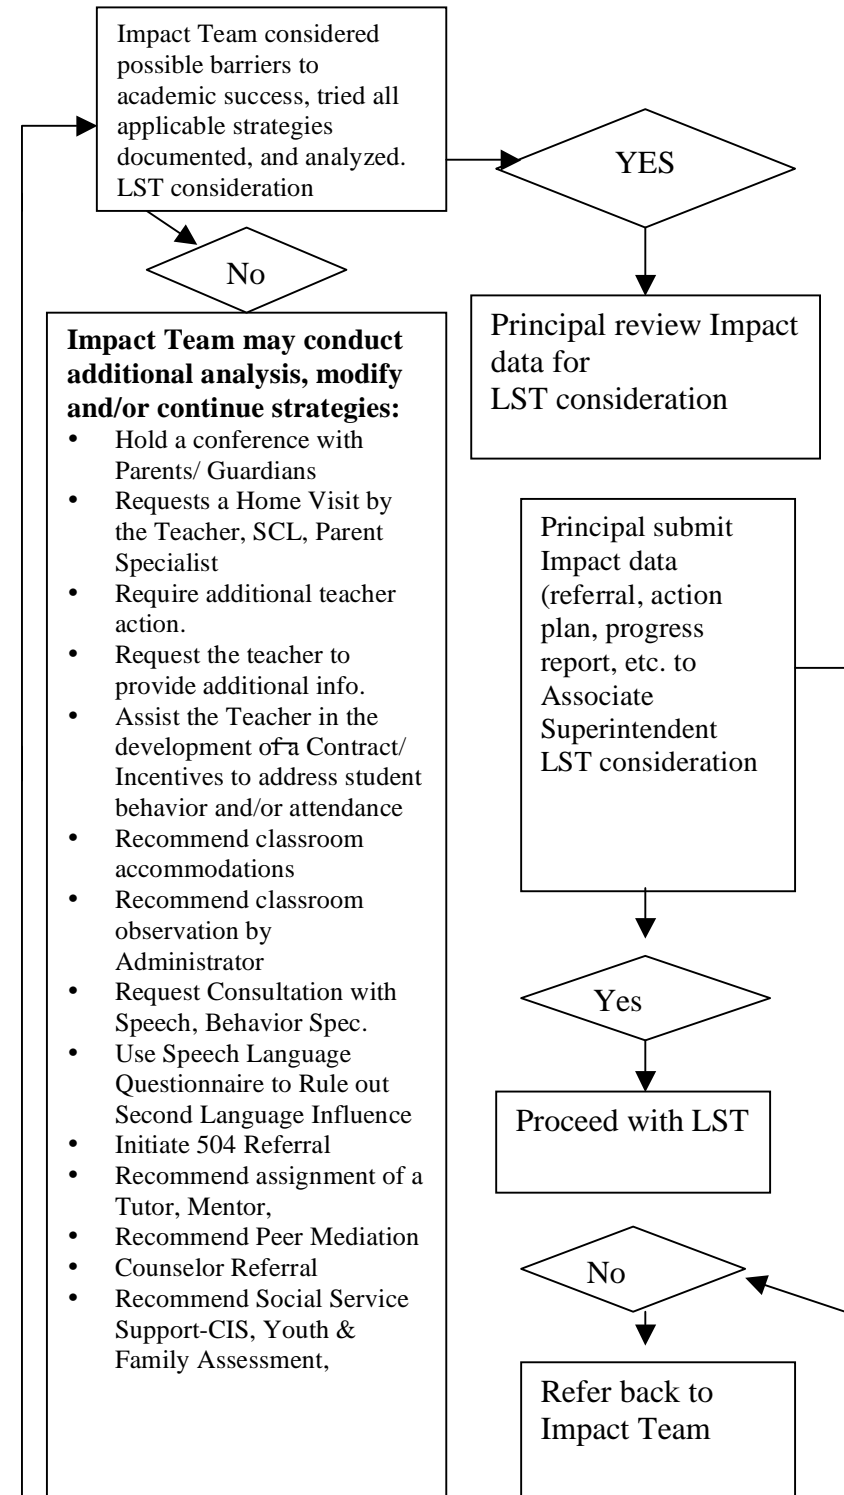 Impact Team considered
possible barriers to
academic success, tried all
applicable strategies
documented, and analyzed.
LST consideration
YES
No
Impact Team may conduct
additional analysis, modify
and/or continue strategies:
• Hold a conference with
Parents/ Guardians
• Requests a Home Visit by
the Teacher, SCL, Parent
Specialist
• Require additional teacher
action.
• Request the teacher to
provide additional info.
• Assist the Teacher in the
development of a Contract/
Incentives to address student
behavior and/or attendance
• Recommend classroom
accommodations
• Recommend classroom
observation by
Administrator
• Request Consultation with
Speech, Behavior Spec.
• Use Speech Language
Questionnaire to Rule out
Second Language Influence
• Initiate 504 Referral
• Recommend assignment of a
Tutor, Mentor,
• Recommend Peer Mediation
• Counselor Referral
• Recommend Social Service
Support-CIS, Youth &
Family Assessment,
Principal review Impact
data for
LST consideration
Principal submit
Impact data
(referral, action
plan, progress
report, etc. to
Associate
Superintendent
LST consideration
Yes
Proceed with LST
No
Refer back to
Impact Team